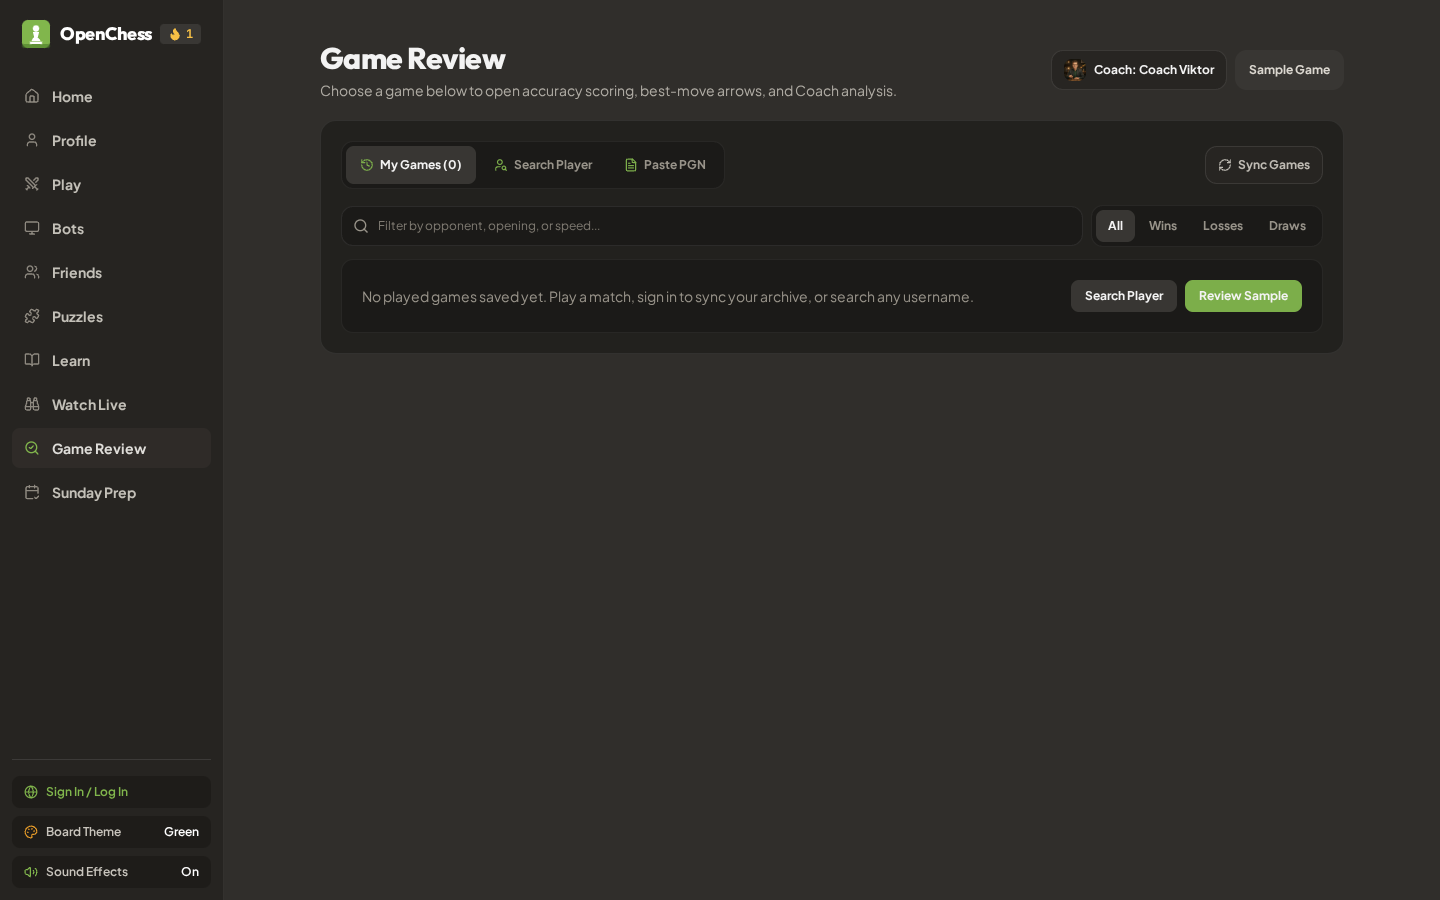 OpenChess 1
Home
Profile
Play
Bots
Friends
Puzzles
Learn
Watch Live
Game Review
Sunday Prep
Sign In / Log In
Board Theme Green
Sound Effects On
Game Review
Choose a game below to open accuracy scoring, best-move arrows, and Coach analysis.
Coach: Coach Viktor
Sample Game
My Games (0)
Search Player
Paste PGN
Sync Games
Filter by opponent, opening, or speed...
All
Wins
Losses
Draws
No played games saved yet. Play a match, sign in to sync your archive, or search any username.
Search Player
Review Sample